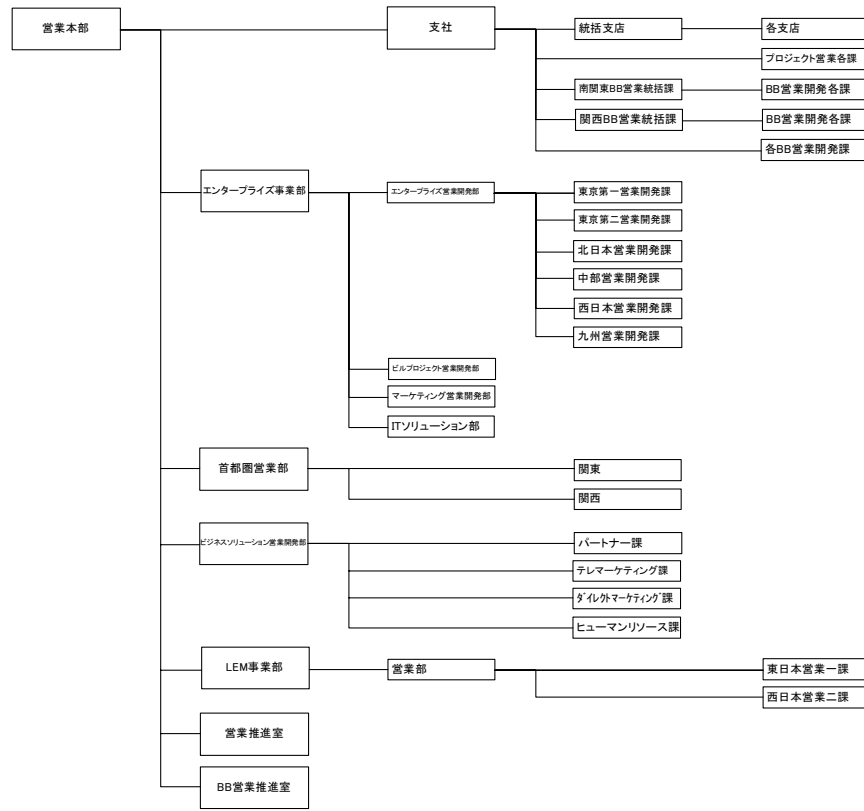 営業本部
支社
統括支店
各支店
プロジェクト営業各課
南関東BB営業統括課
BB営業開発各課
関西BB営業統括課
BB営業開発各課
各BB営業開発課
エンタープライズ事業部
エンタープライズ営業開発部
東京第一営業開発課
東京第二営業開発課
北日本営業開発課
中部営業開発課
西日本営業開発課
九州営業開発課
ビルプロジェクト営業開発部
マーケティング営業開発部
ITソリューション部
首都圏営業部
関東
関西
ビジネスソリューション営業開発部
パートナー課
テレマーケティング課
ダイレクトマーケティング課
ヒューマンリソース課
LEM事業部
営業部
東日本営業一課
西日本営業二課
営業推進室
BB営業推進室